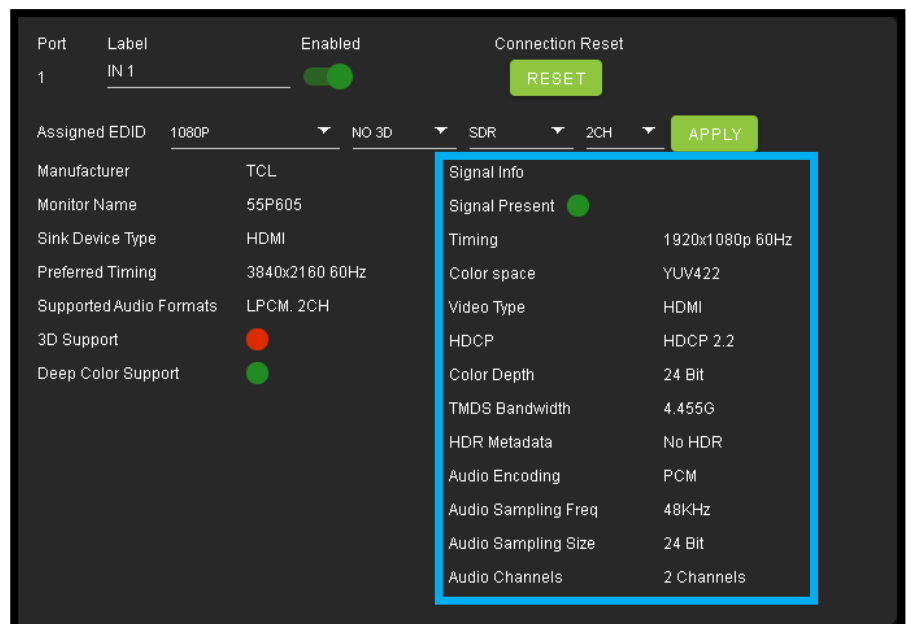 Port Label Enabled Connection Reset
1 IN 1 RESET
Assigned EDID 1080P NO 3D SDR 2CH APPLY
Manufacturer TCL
Monitor Name 55P605
Sink Device Type HDMI
Preferred Timing 3840x2160 60Hz
Supported Audio Formats LPCM. 2CH
3D Support
Deep Color Support
Signal Info
Signal Present
Timing 1920x1080p 60Hz
Color space YUV422
Video Type HDMI
HDCP HDCP 2.2
Color Depth 24 Bit
TMDS Bandwidth 4.455G
HDR Metadata No HDR
Audio Encoding PCM
Audio Sampling Freq 48KHz
Audio Sampling Size 24 Bit
Audio Channels 2 Channels